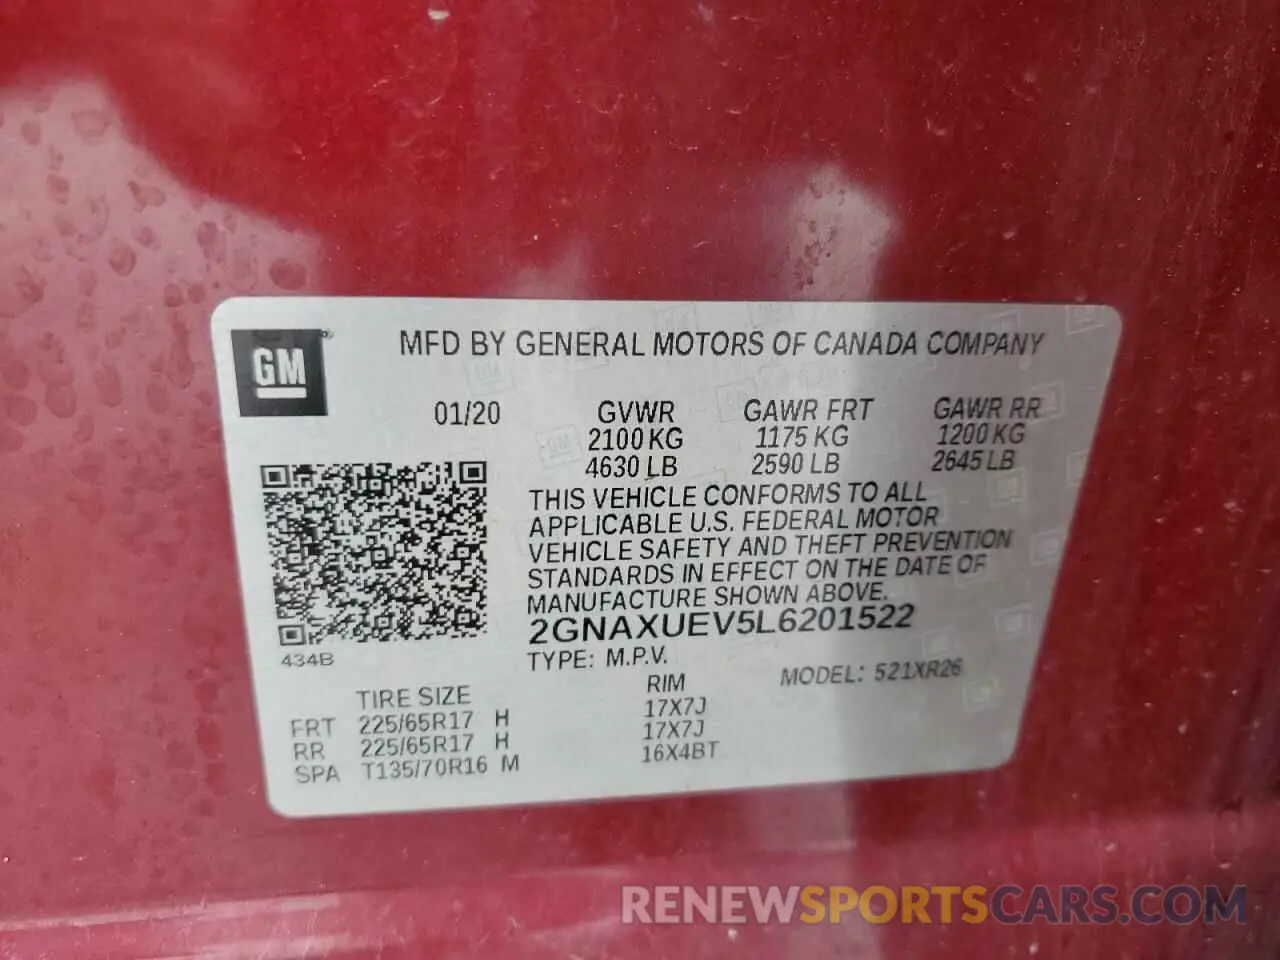 GM
MFD BY GENERAL MOTORS OF CANADA COMPANY
01/20 GVWR GAWR FRT GAWR RR
2100 KG 1175 KG 1200 KG
4630 LB 2590 LB 2645 LB
THIS VEHICLE CONFORMS TO ALL
APPLICABLE U.S. FEDERAL MOTOR
VEHICLE SAFETY AND THEFT PREVENTION
STANDARDS IN EFFECT ON THE DATE OF
MANUFACTURE SHOWN ABOVE.
2GNAXUEV5L6201522
434B
TYPE: M.P.V. MODEL: 521XR26
TIRE SIZE RIM
FRT 225/65R17 H 17X7J
RR 225/65R17 H 17X7J
SPA T135/70R16 M 16X4BT
RENEWSPORTSCARS.COM